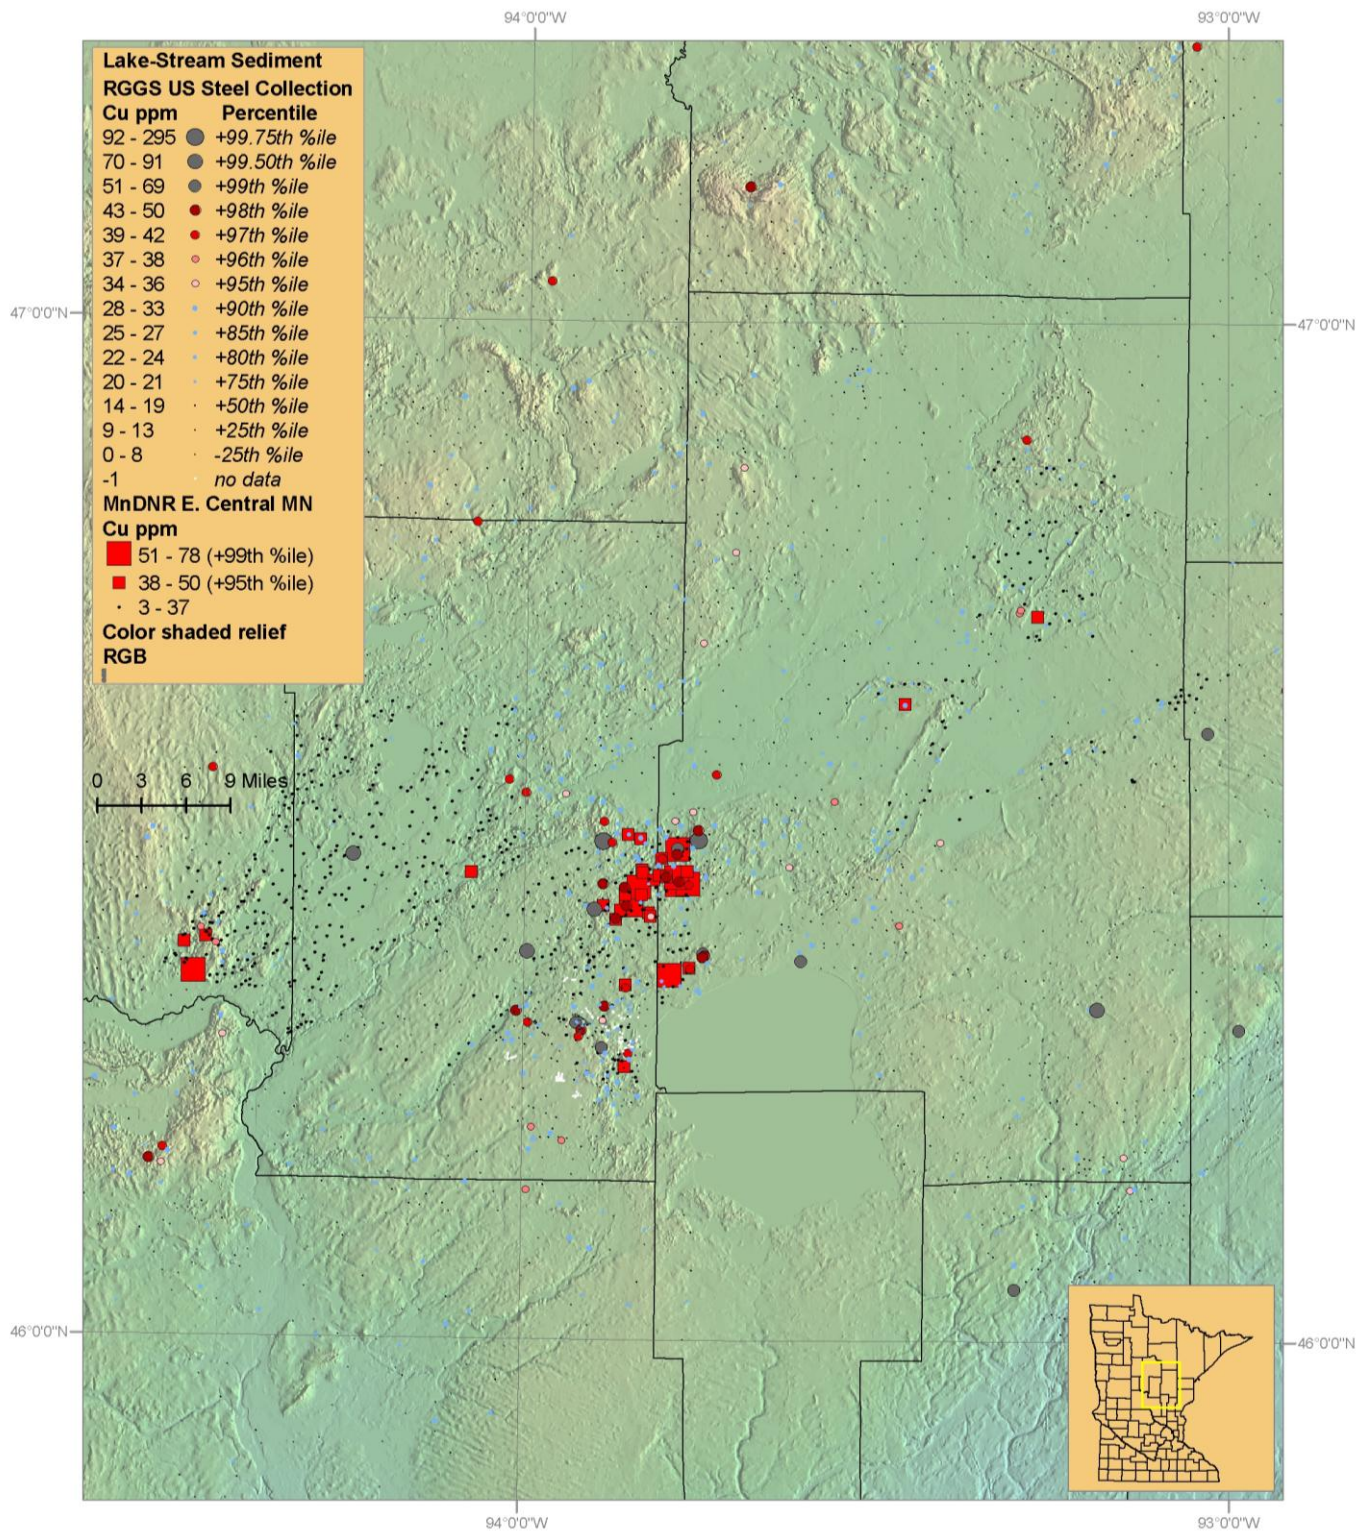 94°0'0"W 93°0'0"W
Lake-Stream Sediment
RGGS US Steel Collection
Cu ppm Percentile
92 - 295 +99.75th %ile
70 - 91 +99.50th %ile
51 - 69 +99th %ile
43 - 50 +98th %ile
39 - 42 +97th %ile
37 - 38 +96th %ile
34 - 36 +95th %ile
28 - 33 +90th %ile
25 - 27 +85th %ile
22 - 24 +80th %ile
20 - 21 +75th %ile
14 - 19 +50th %ile
9 - 13 +25th %ile
0 - 8 -25th %ile
-1 no data
MnDNR E. Central MN
Cu ppm
51 - 78 (+99th %ile)
38 - 50 (+95th %ile)
3 - 37
Color shaded relief
RGB
47°0'0"N 47°0'0"N
0 3 6 9 Miles
46°0'0"N 46°0'0"N
94°0'0"W 93°0'0"W